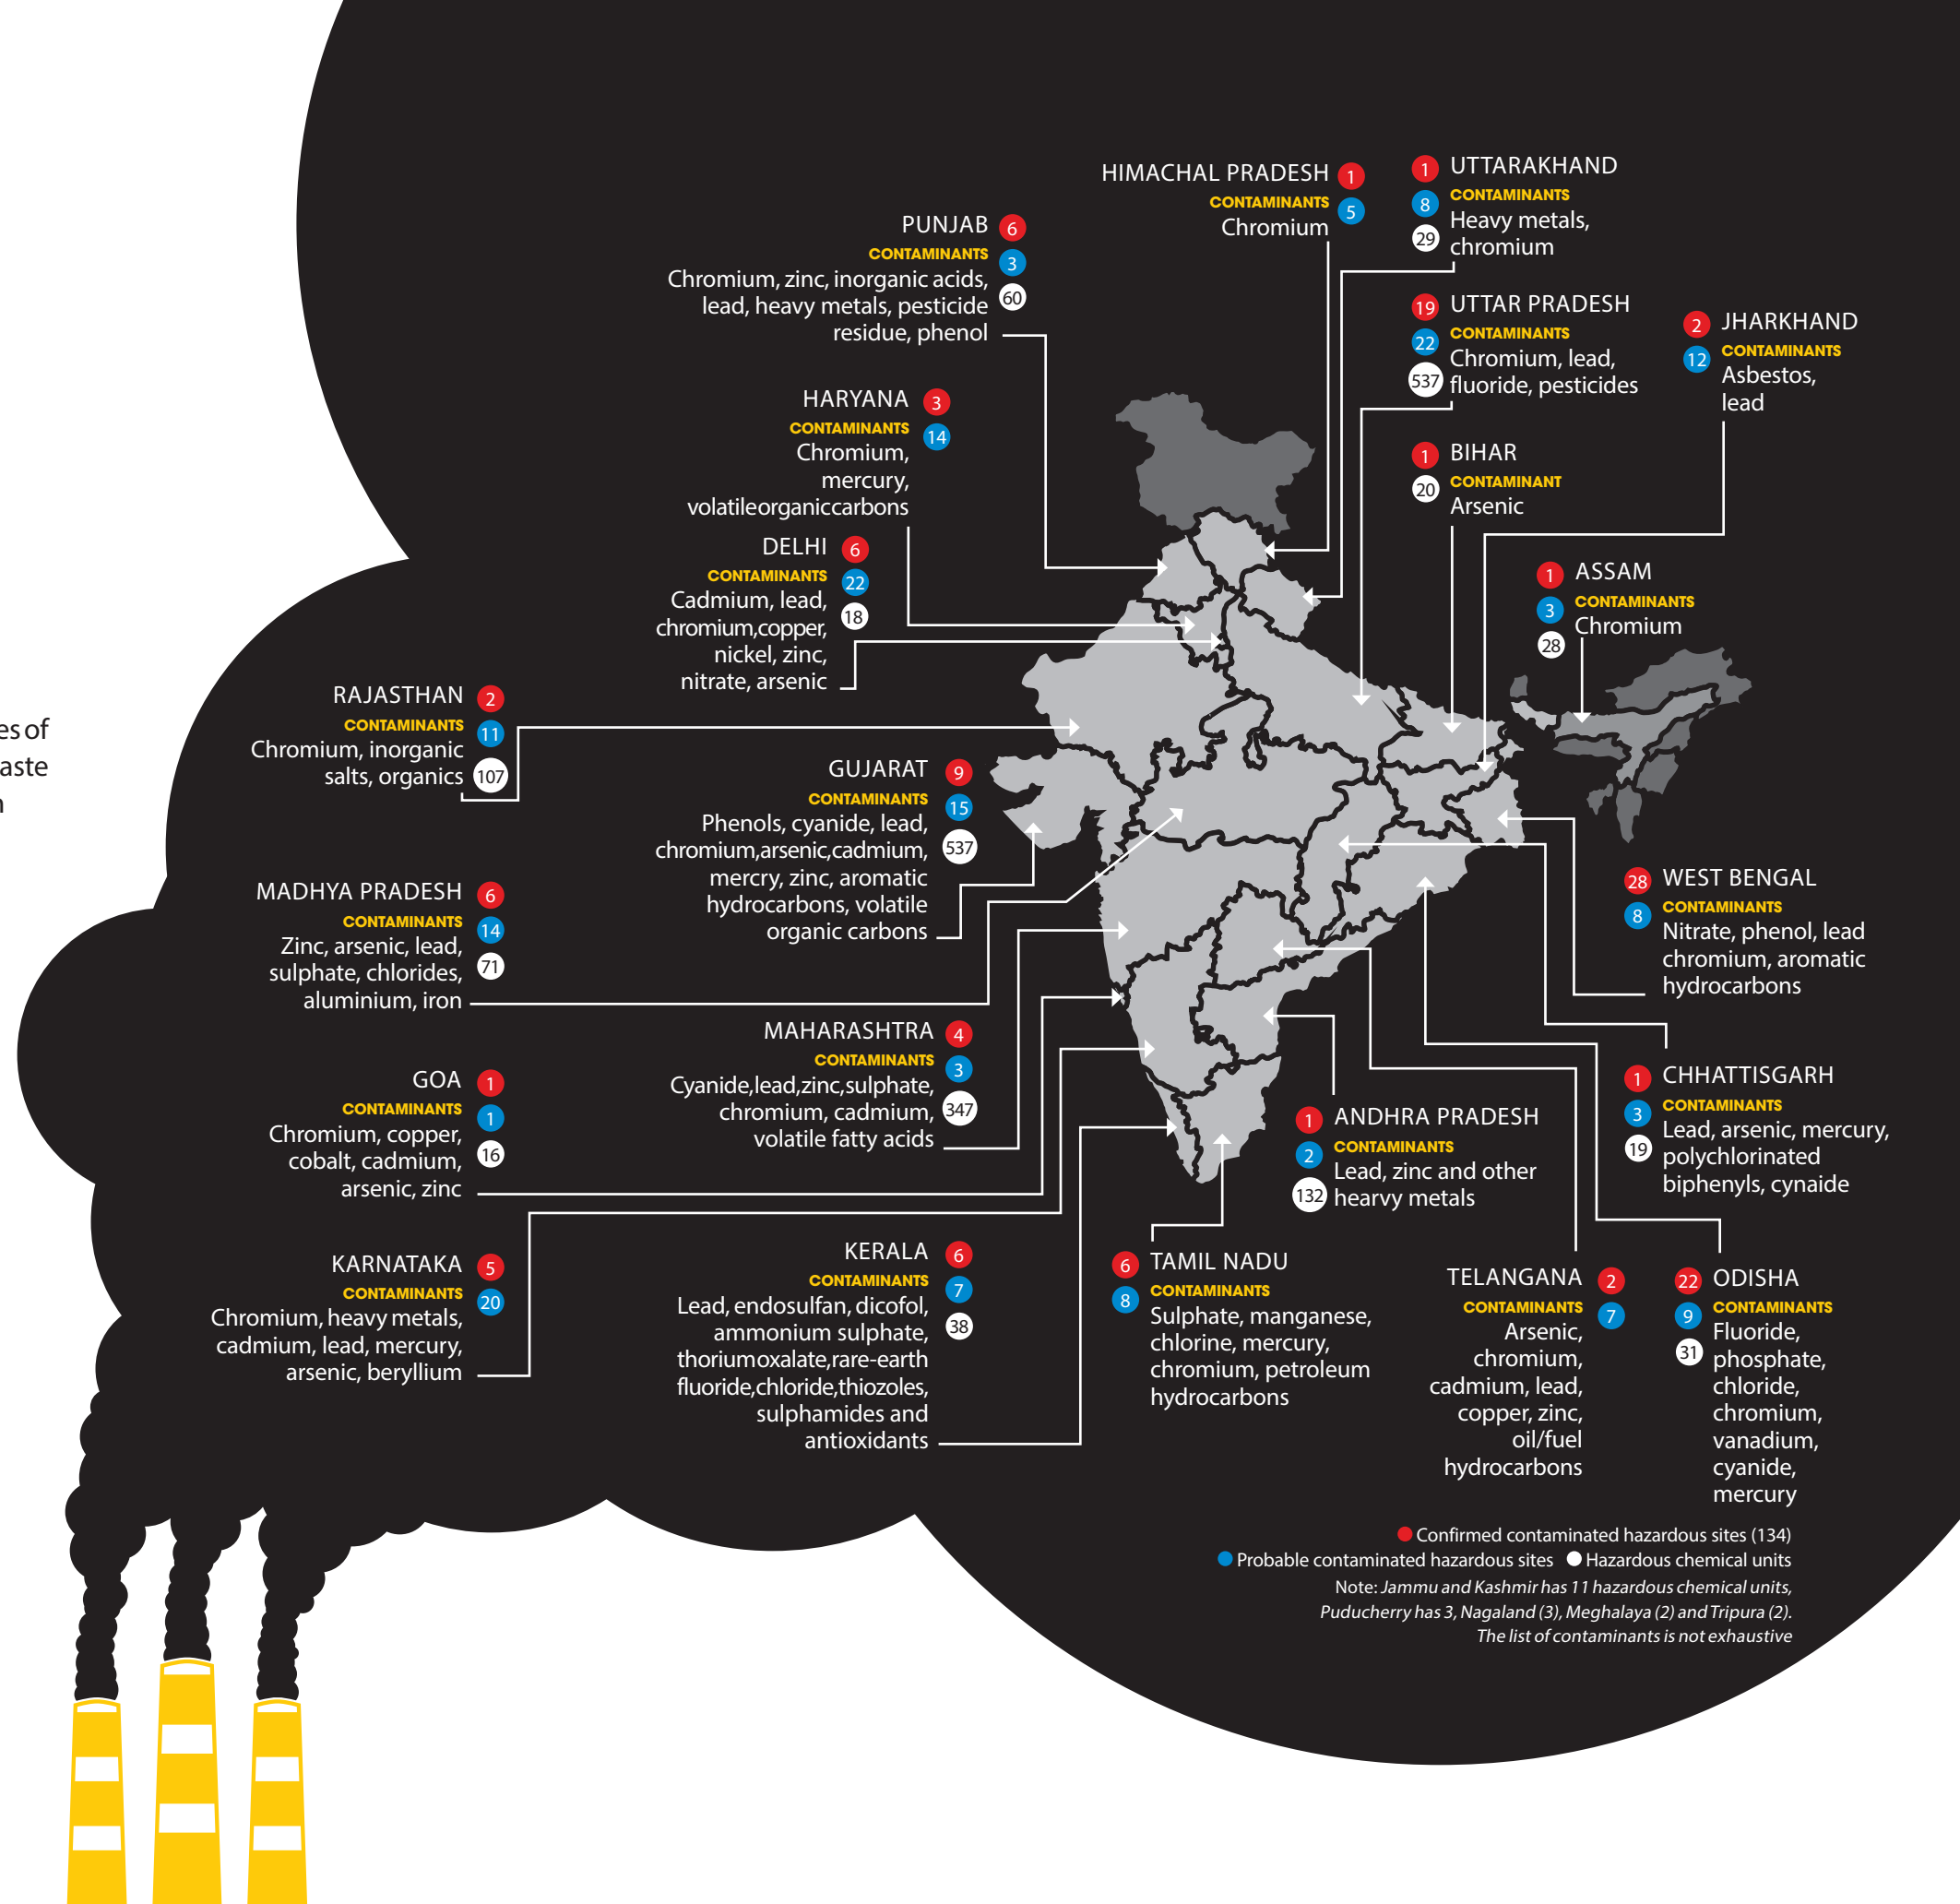 es of
aste
n
HIMACHAL PRADESH 1
CONTAMINANTS 5
Chromium
1 UTTARAKHAND
CONTAMINANTS
8 Heavy metals,
29 chromium
PUNJAB 6
CONTAMINANTS 3
Chromium, zinc, inorganic acids,
lead, heavy metals, pesticide 60
residue, phenol
19 UTTAR PRADESH
22 CONTAMINANTS
Chromium, lead,
537 fluoride, pesticides
2 JHARKHAND
12 CONTAMINANTS
Asbestos,
lead
HARYANA 3
CONTAMINANTS 14
Chromium,
mercury,
volatileorganiccarbons
1 BIHAR
20 CONTAMINANT
Arsenic
DELHI 6
CONTAMINANTS 22
Cadmium, lead, 18
chromium,copper,
nickel, zinc,
nitrate, arsenic
1 ASSAM
3 CONTAMINANTS
Chromium
28
RAJASTHAN 2
CONTAMINANTS 11
Chromium, inorganic
salts, organics 107
GUJARAT 9
CONTAMINANTS 15
Phenols, cyanide, lead,
chromium,arsenic,cadmium, 537
mercry, zinc, aromatic
hydrocarbons, volatile
organic carbons
MADHYA PRADESH 6
CONTAMINANTS 14
Zinc, arsenic, lead,
sulphate, chlorides, 71
aluminium, iron
28 WEST BENGAL
8 CONTAMINANTS
Nitrate, phenol, lead
chromium, aromatic
hydrocarbons
MAHARASHTRA 4
CONTAMINANTS 3
Cyanide,lead,zinc,sulphate,
chromium, cadmium, 347
volatile fatty acids
GOA 1
CONTAMINANTS 1
Chromium, copper,
cobalt, cadmium, 16
arsenic, zinc
1 CHHATTISGARH
3 CONTAMINANTS
Lead, arsenic, mercury,
19 polychlorinated
biphenyls, cynaide
1 ANDHRA PRADESH
2 CONTAMINANTS
Lead, zinc and other
132 hearvy metals
KARNATAKA 5
CONTAMINANTS 20
Chromium, heavy metals,
cadmium, lead, mercury,
arsenic, beryllium
KERALA 6
CONTAMINANTS 7
Lead, endosulfan, dicofol,
ammonium sulphate, 38
thoriumoxalate,rare-earth
fluoride,chloride,thiozoles,
sulphamides and
antioxidants
6 TAMIL NADU
8 CONTAMINANTS
Sulphate, manganese,
chlorine, mercury,
chromium, petroleum
hydrocarbons
TELANGANA 2
CONTAMINANTS 7
Arsenic,
chromium,
cadmium, lead,
copper, zinc,
oil/fuel
hydrocarbons
22 ODISHA
9 CONTAMINANTS
Fluoride,
31 phosphate,
chloride,
chromium,
vanadium,
cyanide,
mercury
Confirmed contaminated hazardous sites (134)
Probable contaminated hazardous sites Hazardous chemical units
Note: Jammu and Kashmir has 11 hazardous chemical units,
Puducherry has 3, Nagaland (3), Meghalaya (2) and Tripura (2).
The list of contaminants is not exhaustive